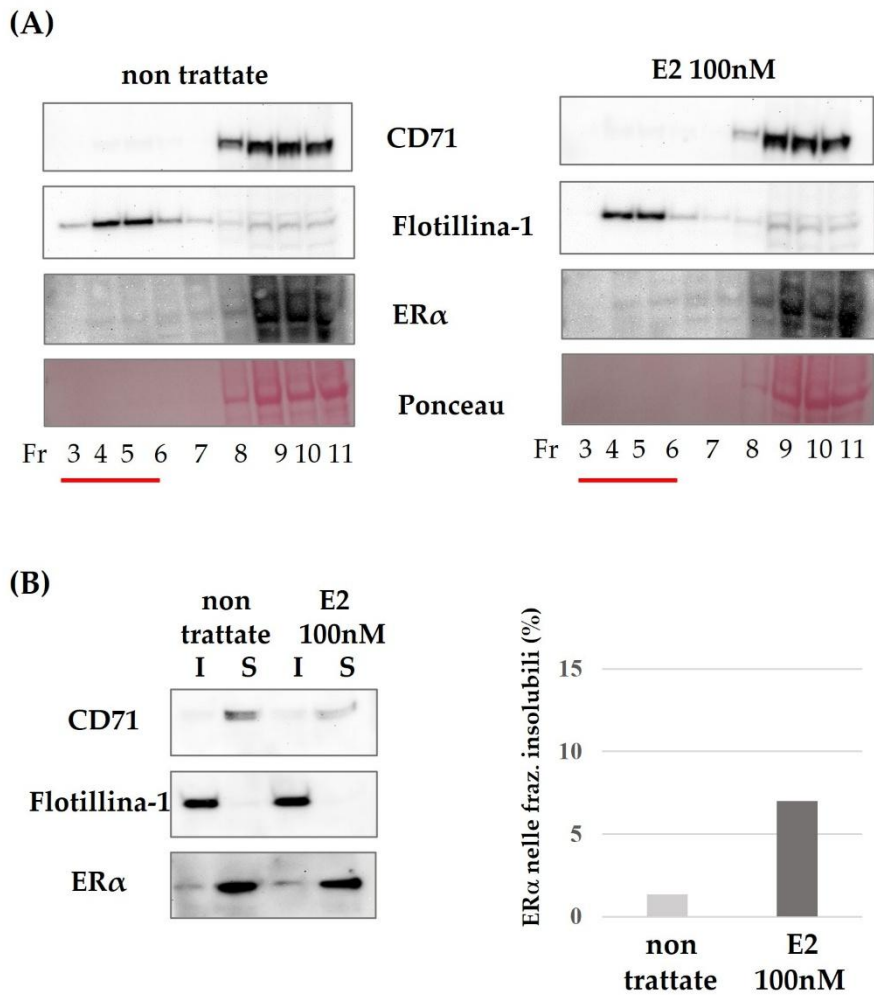 (A)
non trattate
E2 100nM
CD71
Flotillina-1
ERα
Ponceau
Fr 3 4 5 6 7 8 9 10 11
Fr 3 4 5 6 7 8 9 10 11
(B)
non
trattate
E2
100nM
I S I S
CD71
Flotillina-1
ERα
ERα nelle fraz. insolubili (%)
15
10
5
0
non
trattate
E2
100nM